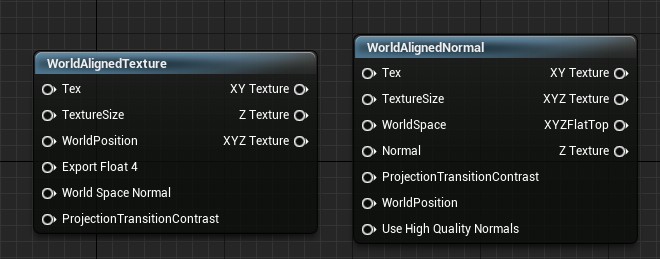 WorldAlignedTexture
Tex
XY Texture
TextureSize
Z Texture
WorldPosition
XYZ Texture
Export Float 4
World Space Normal
ProjectionTransitionContrast
WorldAlignedNormal
Tex
XY Texture
TextureSize
XYZ Texture
WorldSpace
XYZFlatTop
Normal
Z Texture
ProjectionTransitionContrast
WorldPosition
Use High Quality Normals